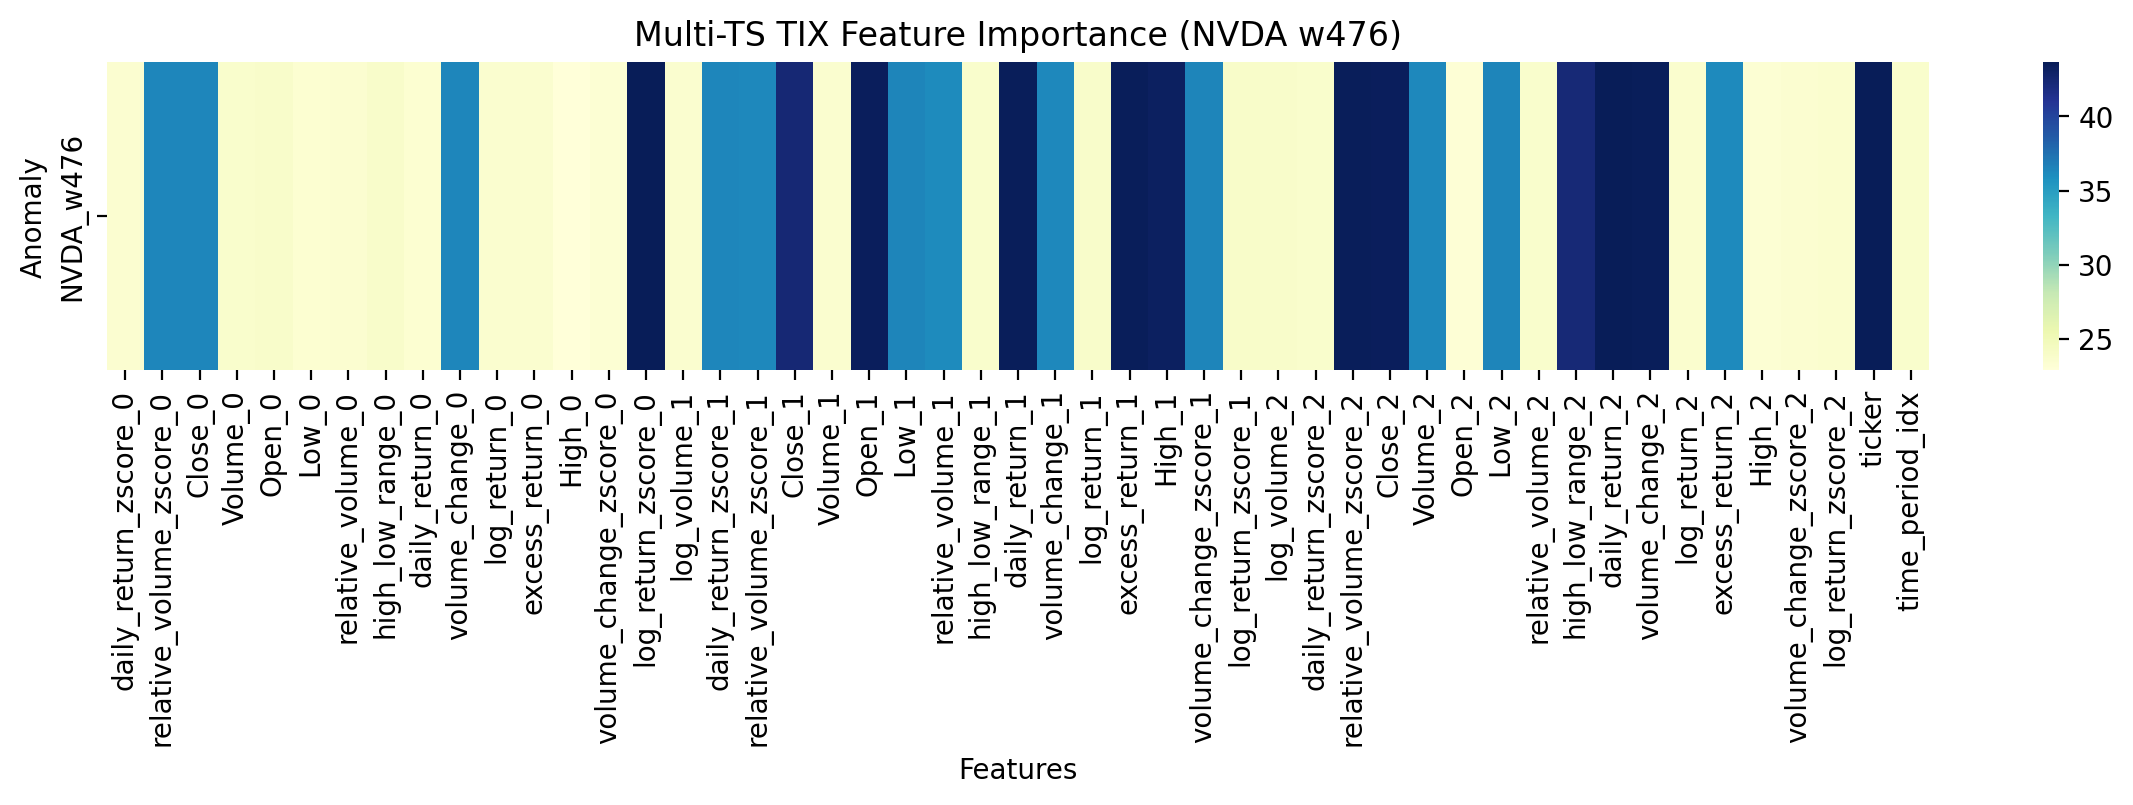 Multi-TS TIX Feature Importance (NVDA w476)
Anomaly
NVDA_w476
40
35
30
25
daily_return_zscore_0
relative_volume_zscore_0
Close_0
Volume_0
Open_0
Low_0
relative_volume_0
high_low_range_0
daily_return_0
volume_change_0
log_return_0
excess_return_0
High_0
volume_change_zscore_0
log_return_zscore_0
log_volume_1
daily_return_zscore_1
relative_volume_zscore_1
Close_1
Volume_1
Open_1
Low_1
relative_volume_1
high_low_range_1
daily_return_1
volume_change_1
log_return_1
excess_return_1
High_1
volume_change_zscore_1
log_return_zscore_1
log_volume_2
daily_return_zscore_2
relative_volume_zscore_2
Close_2
Volume_2
Open_2
Low_2
relative_volume_2
high_low_range_2
daily_return_2
volume_change_2
log_return_2
excess_return_2
High_2
volume_change_zscore_2
log_return_zscore_2
ticker
time_period_idx
Features